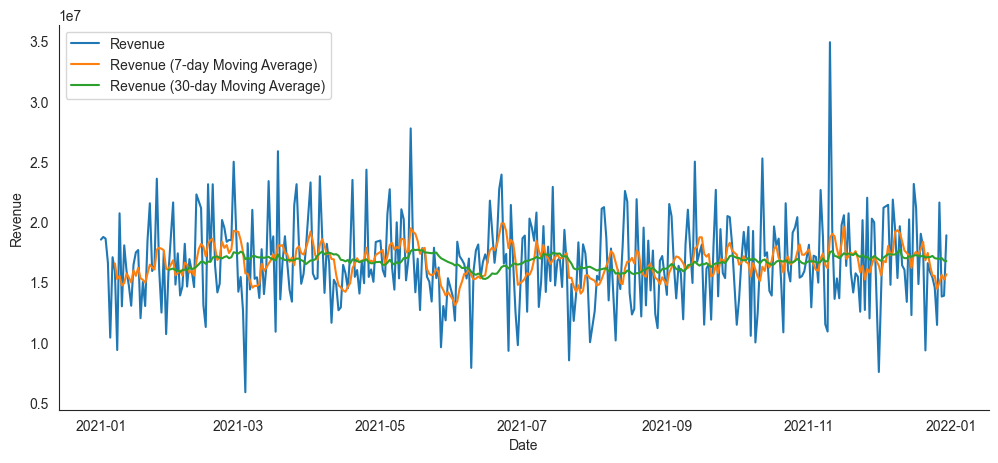 1e7
Revenue
Revenue (7-day Moving Average)
Revenue (30-day Moving Average)
3.5
3.0
2.5
2.0
1.5
1.0
0.5
Revenue
2021-01
2021-03
2021-05
2021-07
2021-09
2021-11
2022-01
Date